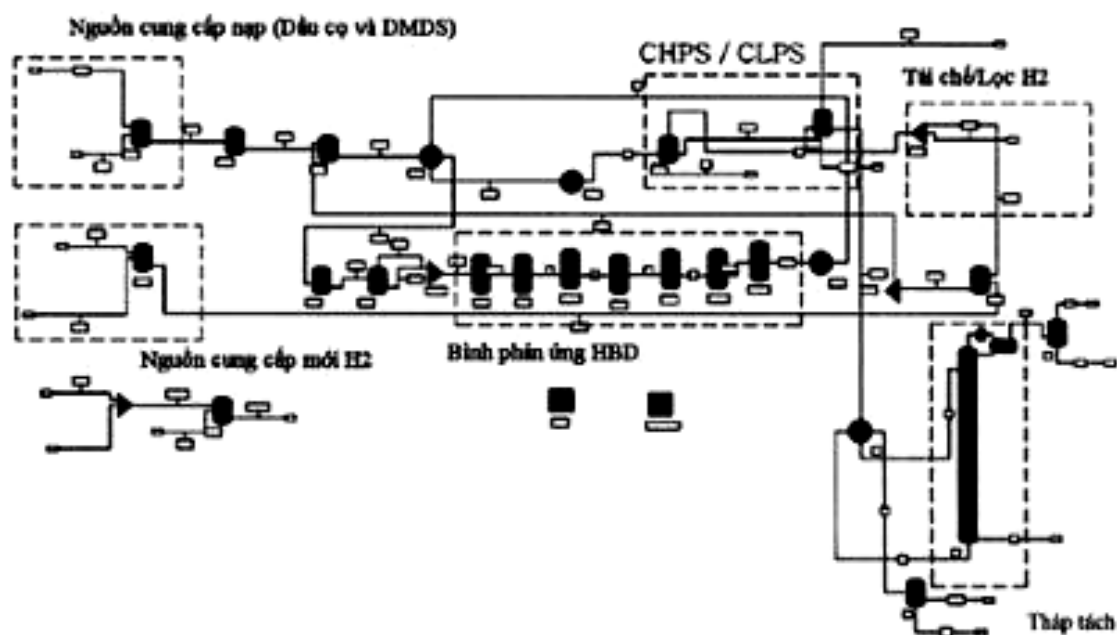 Nguồn cung cấp nạp (Dầu cọ và DMDS)
CHPS / CLPS
Tái chế/Lọc H2
Bình phản ứng HBD
Nguồn cung cấp mới H2
Tháp tách